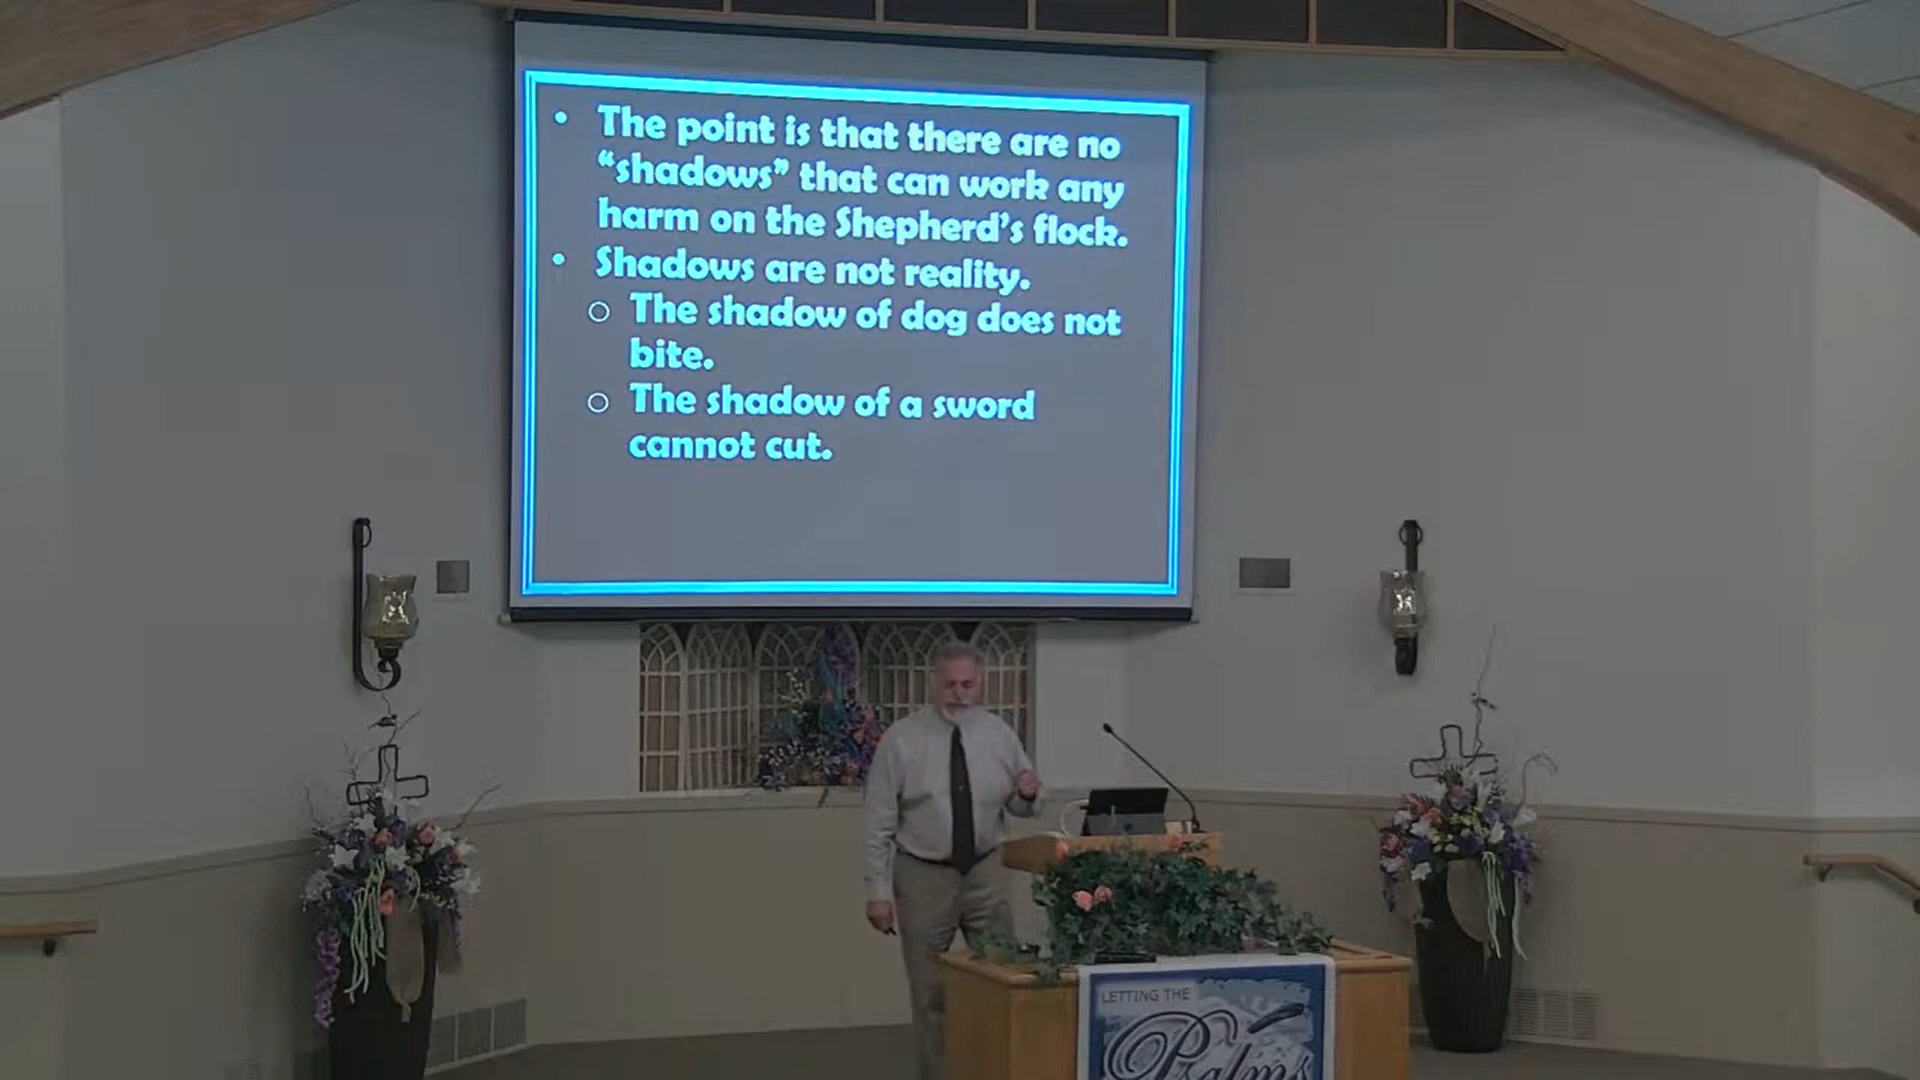 • The point is that there are no
“shadows” that can work any
harm on the Shepherd’s flock.
• Shadows are not reality.
○ The shadow of dog does not
bite.
○ The shadow of a sword
cannot cut.
LETTING THE
Psalms